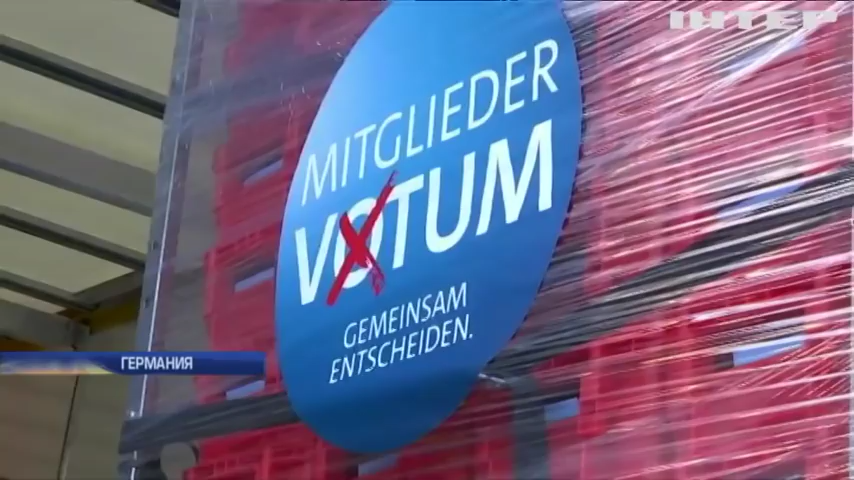 ІНТЕР
MITGLIEDER
VOTUM
GEMEINSAM
ENTSCHEIDEN.
ГЕРМАНИЯ